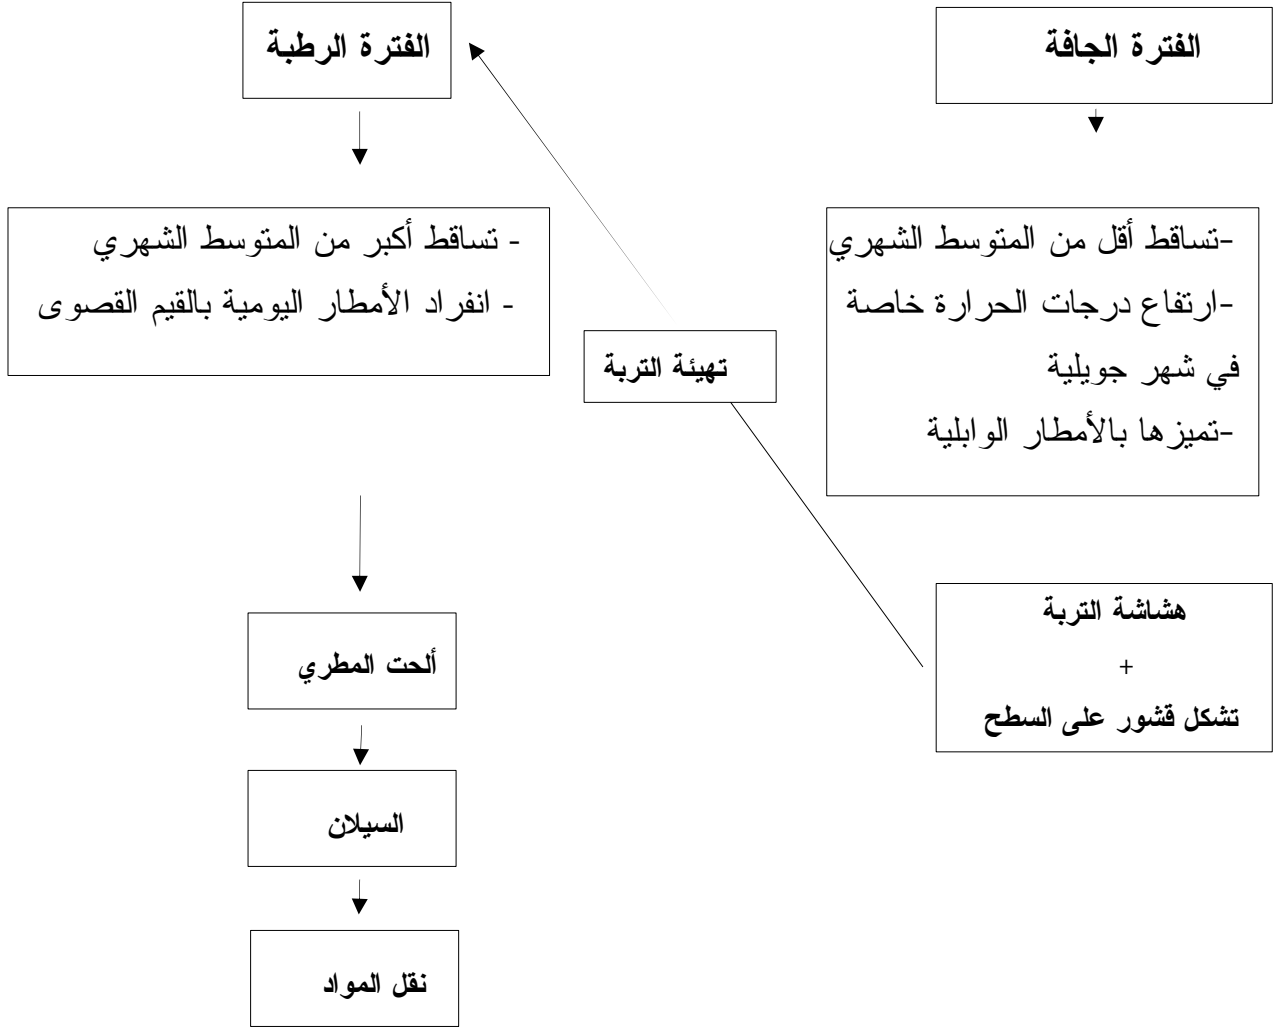 الفترة الجافة
-تساقط أقل من المتوسط الشهري
-ارتفاع درجات الحرارة خاصة
في شهر جويلية
-تميزها بالأمطار الوابلية
هشاشة التربة
+
تشكل قشور على السطح
تهيئة التربة
الفترة الرطبة
- تساقط أكبر من المتوسط الشهري
- انفراد الأمطار اليومية بالقيم القصوى
ألحت المطري
السيلان
نقل المواد